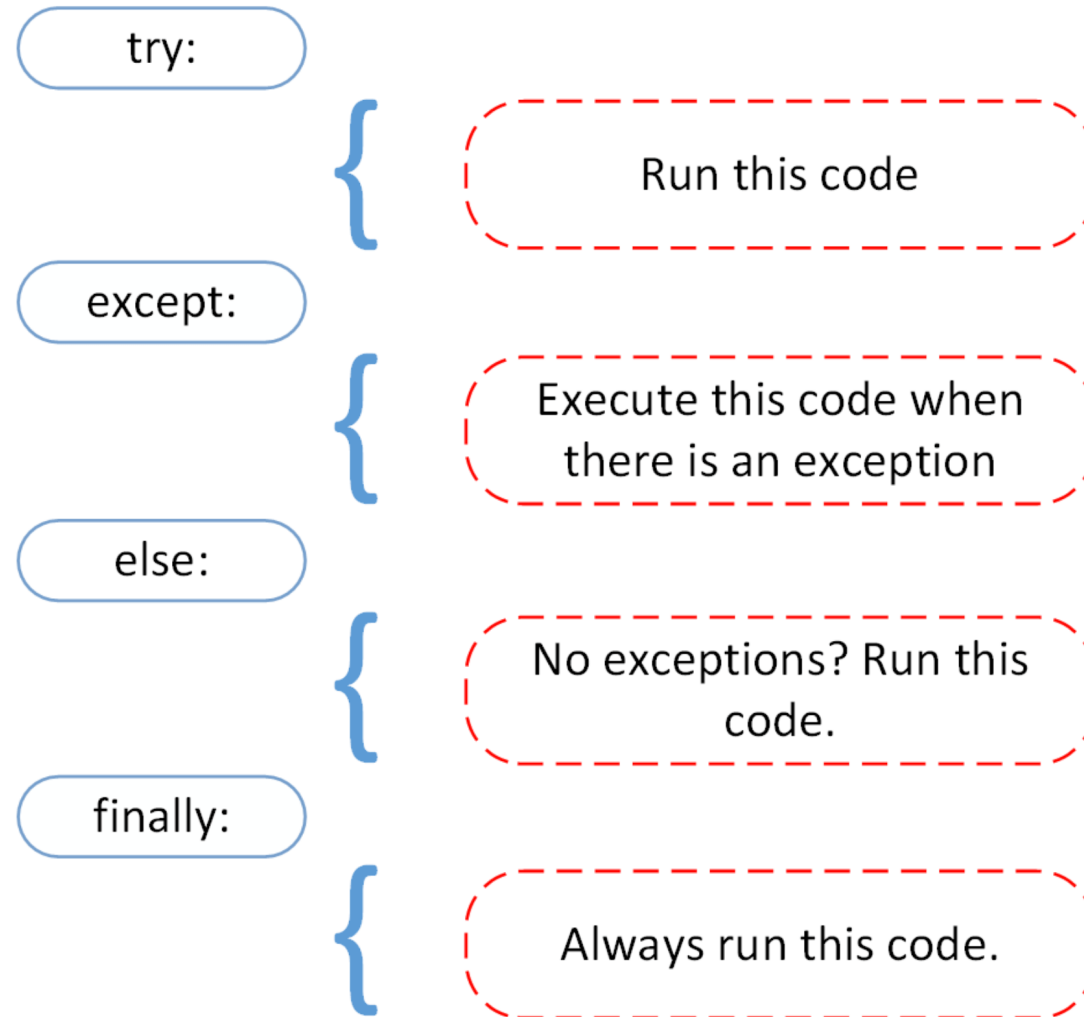 try:
Run this code
except:
Execute this code when
there is an exception
else:
No exceptions? Run this
code.
finally:
Always run this code.